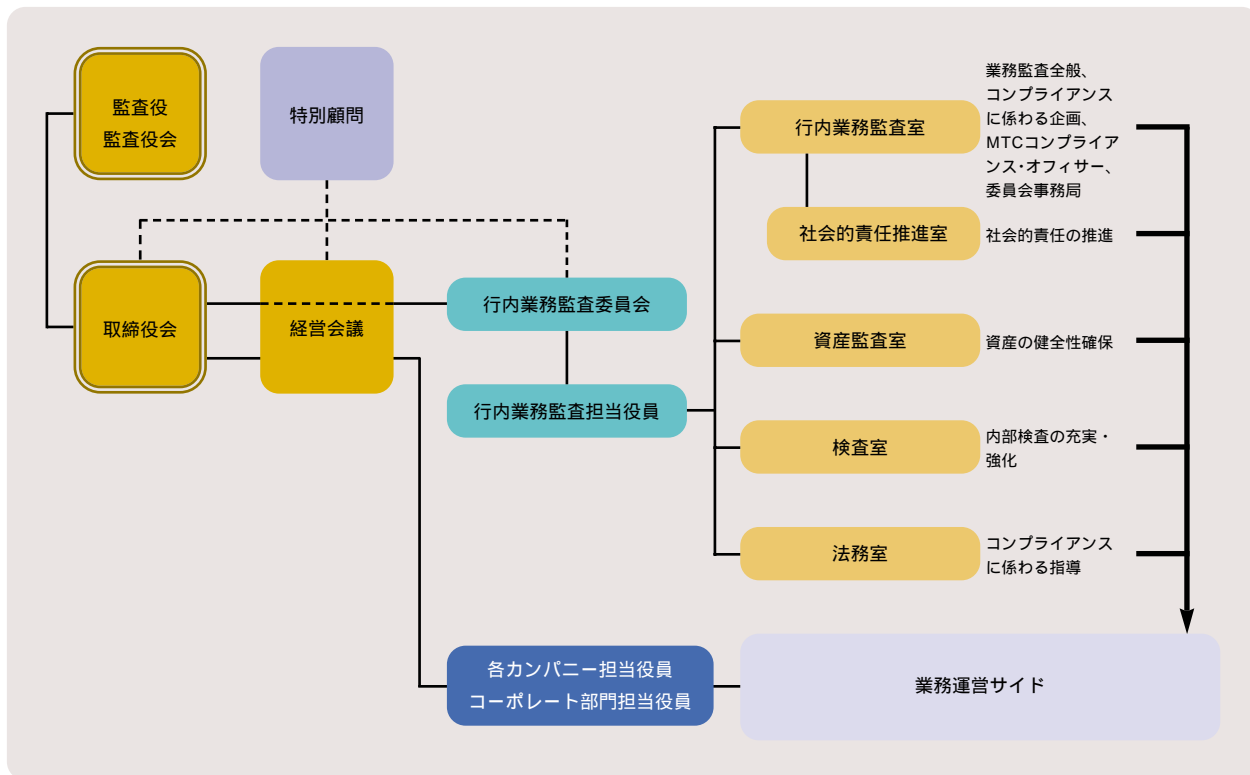 監査役
監査役会
特別顧問
取締役会
経営会議
行内業務監査委員会
行内業務監査担当役員
行内業務監査室
業務監査全般、
コンプライアンス
に係わる企画、
MTCコンプライア
ンス・オフィサー、
委員会事務局
社会的責任推進室
社会的責任の推進
資産監査室
資産の健全性確保
検査室
内部検査の充実・
強化
法務室
コンプライアンス
に係わる指導
各カンパニー担当役員
コーポレート部門担当役員
業務運営サイド